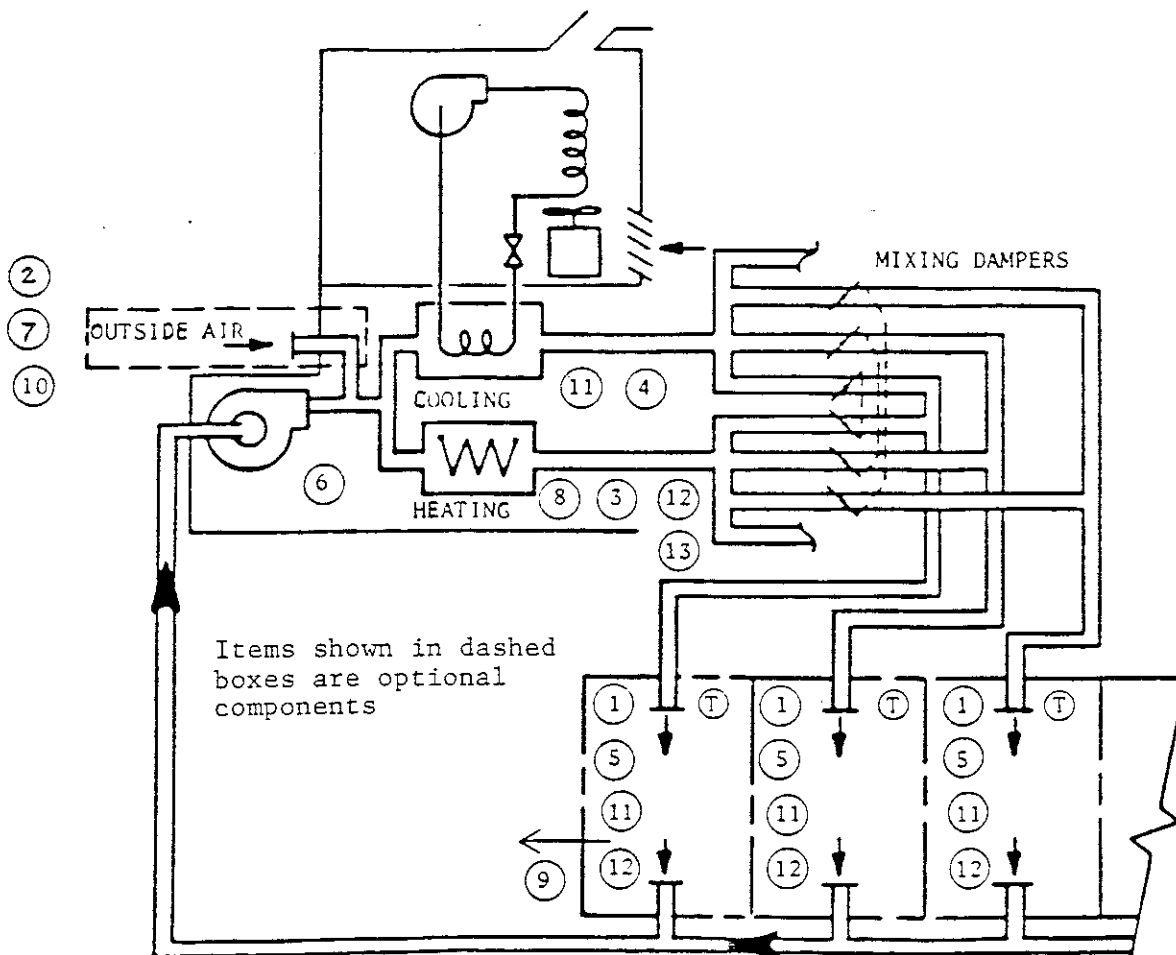 MIXING DAMPERS
2
7
OUTSIDE AIR
10
COOLING
11 4
6
HEATING
8 3 12
13
Items shown in dashed
boxes are optional
components
1 T 1 T 1 T
5 5 5
11 11 11
12 12 12
9